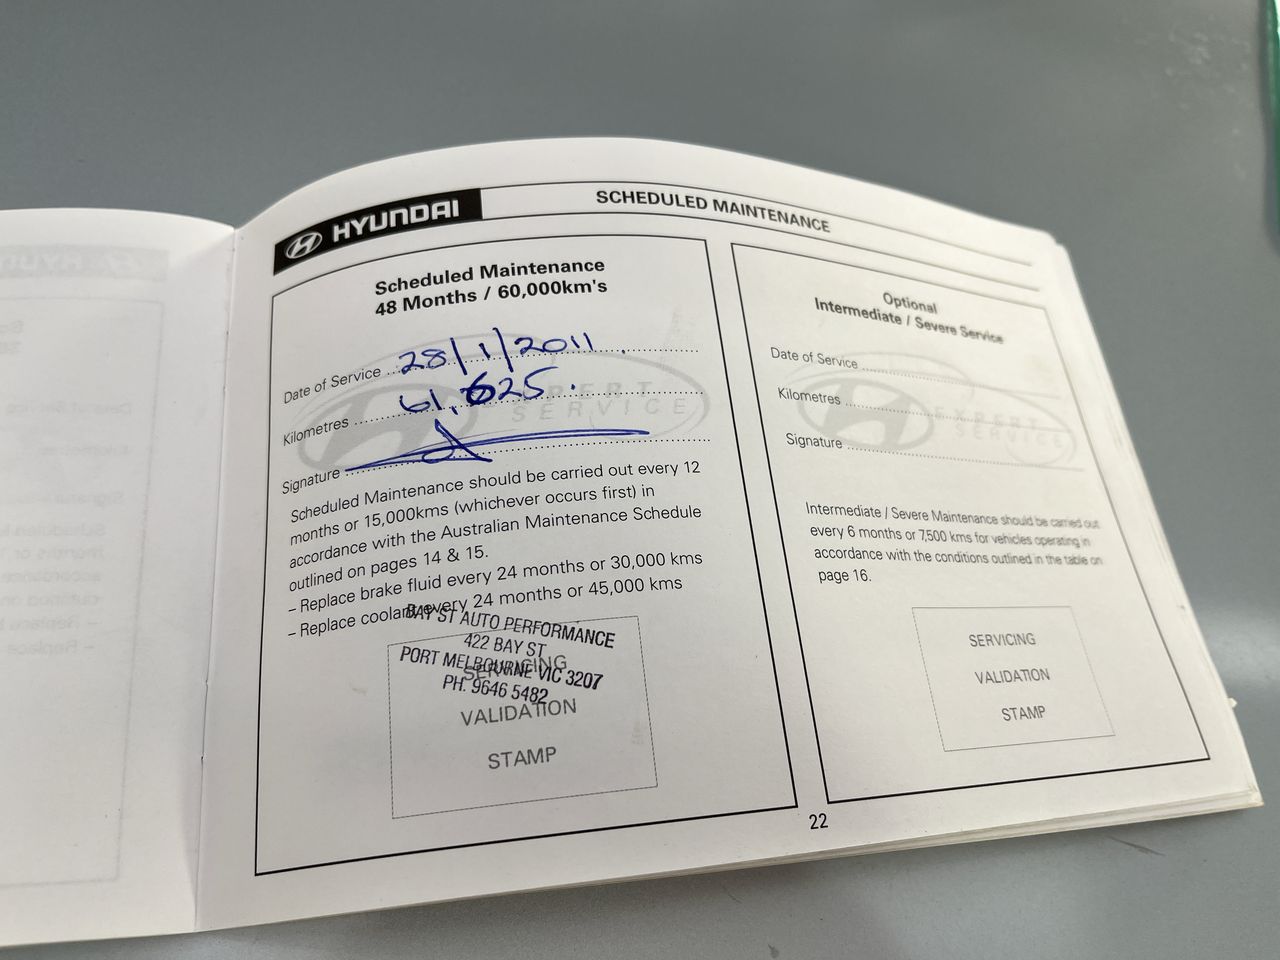 HYUNDAI
SCHEDULED MAINTENANCE
Scheduled Maintenance
48 Months / 60,000km's
Date of Service 28/1/2011
Kilometres 61,625.
Signature
EXPERT
SERVICE
Scheduled Maintenance should be carried out every 12
months or 15,000kms (whichever occurs first) in
accordance with the Australian Maintenance Schedule
outlined on pages 14 & 15.
– Replace brake fluid every 24 months or 30,000 kms
– Replace coolant every 24 months or 45,000 kms
BAY ST AUTO PERFORMANCE
422 BAY ST
PORT MELBOURNE VIC 3207
PH. 9646 5482
SERVICING
VALIDATION
STAMP
Optional
Intermediate / Severe Service
Date of Service
Kilometres
Signature
EXPERT
SERVICE
Intermediate / Severe Maintenance should be carried out
every 6 months or 7,500 kms for vehicles operating in
accordance with the conditions outlined in the table on
page 16.
SERVICING
VALIDATION
STAMP
22